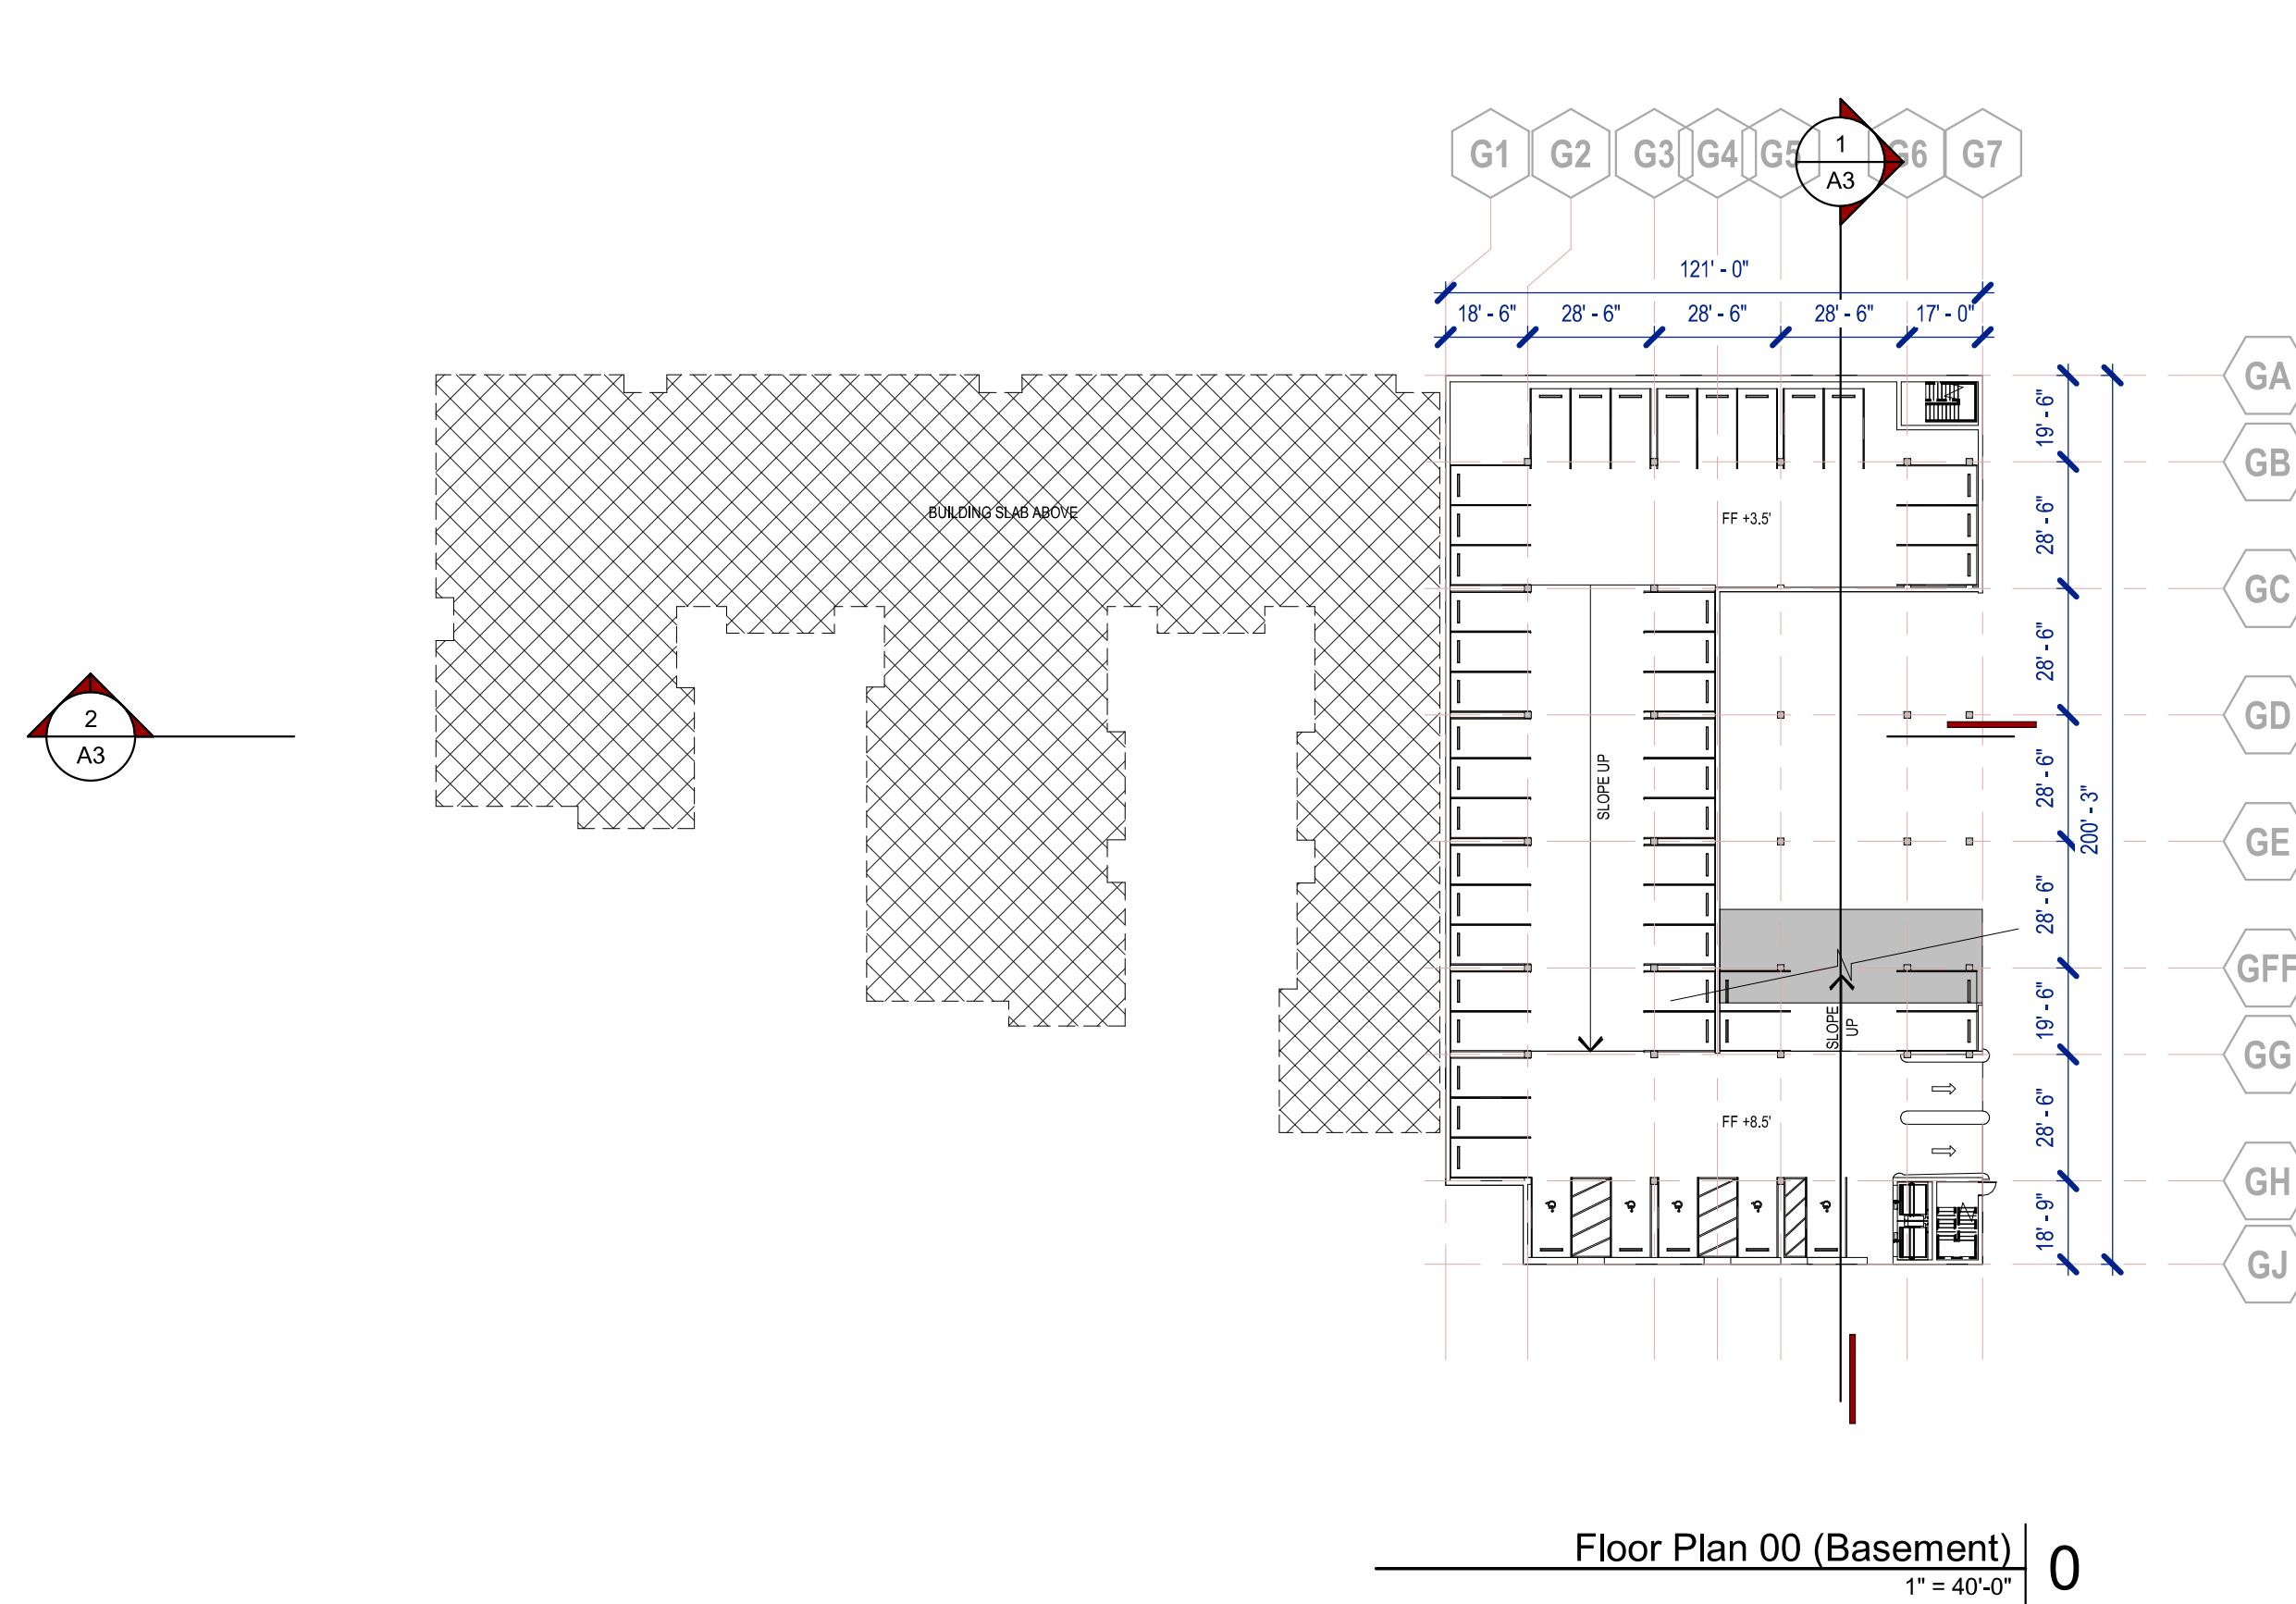 G1 G2 G3 G4 G5 G6 G7
1
A3
121' - 0"
18' - 6" 28' - 6" 28' - 6" 28' - 6" 17' - 0"
GA
19' - 6"
GB
BUILDING SLAB ABOVE
FF +3.5'
28' - 6"
GC
28' - 6"
GD
2
A3
SLOPE UP
28' - 6"
200' - 3"
GE
28' - 6"
GFF
SLOPE
UP
19' - 6"
GG
FF +8.5'
28' - 6"
GH
18' - 9"
GJ
Floor Plan 00 (Basement)
1" = 40'-0"
0